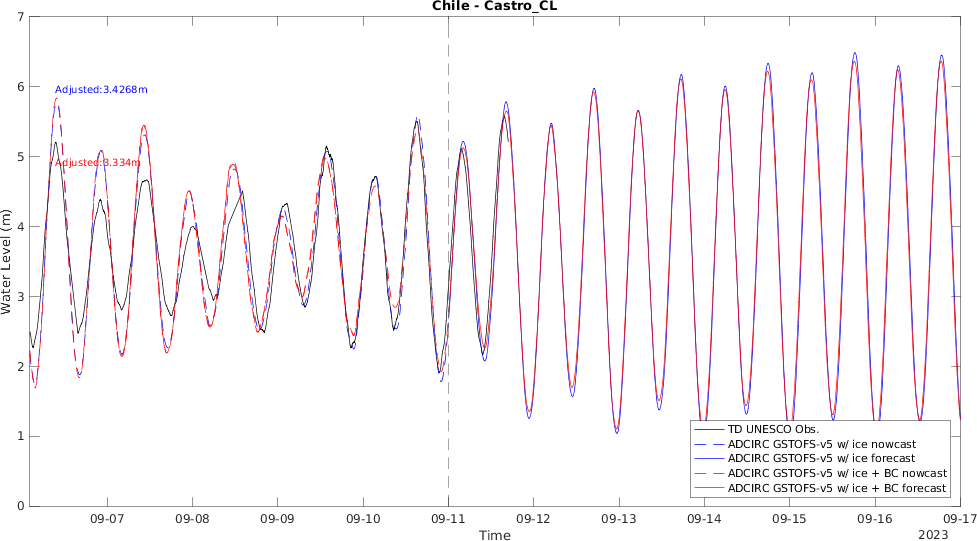 Chile - Castro_CL
7
6
5
4
3
2
1
0
Water Level (m)
Adjusted:3.4268m
Adjusted:3.334m
TD UNESCO Obs.
ADCIRC GSTOFS-v5 w/ ice nowcast
ADCIRC GSTOFS-v5 w/ ice forecast
ADCIRC GSTOFS-v5 w/ ice + BC nowcast
ADCIRC GSTOFS-v5 w/ ice + BC forecast
09-07 09-08 09-09 09-10 09-11 09-12 09-13 09-14 09-15 09-16 09-17
Time
2023